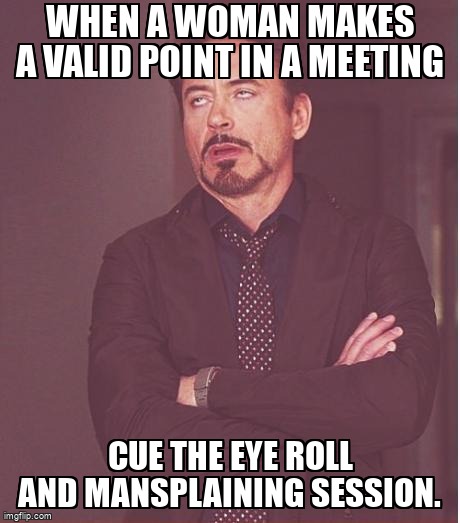 WHEN A WOMAN MAKES
A VALID POINT IN A MEETING
CUE THE EYE ROLL
AND MANSPLAINING SESSION.
imgflip.com